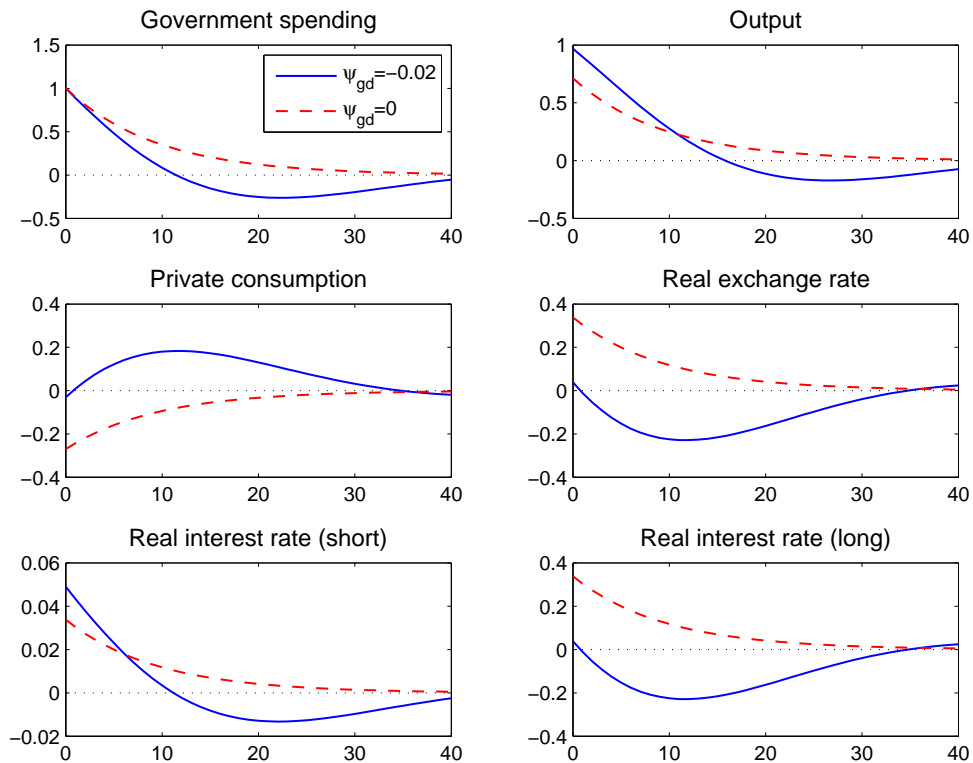 Government spending
1.5
1
0.5
0
−0.5
0 10 20 30 40
ψgd=−0.02
ψgd=0
Output
1
0.5
0
−0.5
0 10 20 30 40
Private consumption
0.4
0.2
0
−0.2
−0.4
0 10 20 30 40
Real exchange rate
0.4
0.2
0
−0.2
−0.4
0 10 20 30 40
Real interest rate (short)
0.06
0.04
0.02
0
−0.02
0 10 20 30 40
Real interest rate (long)
0.4
0.2
0
−0.2
−0.4
0 10 20 30 40